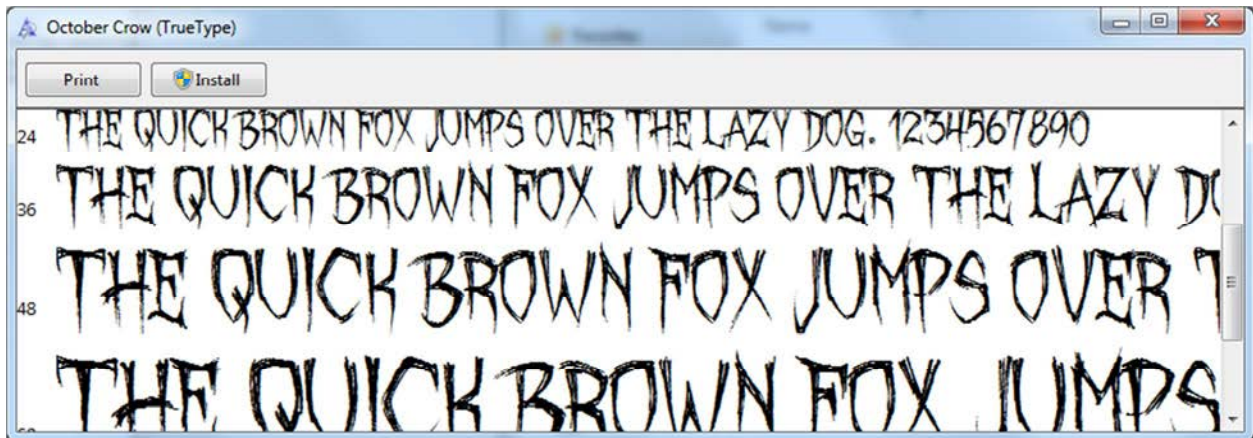 October Crow (TrueType)
Print Install
24 THE QUICK BROWN FOX JUMPS OVER THE LAZY DOG. 1234567890
36 THE QUICK BROWN FOX JUMPS OVER THE LAZY DO
48 THE QUICK BROWN FOX JUMPS OVER T
THE QUICK BROWN FOX JUMPS